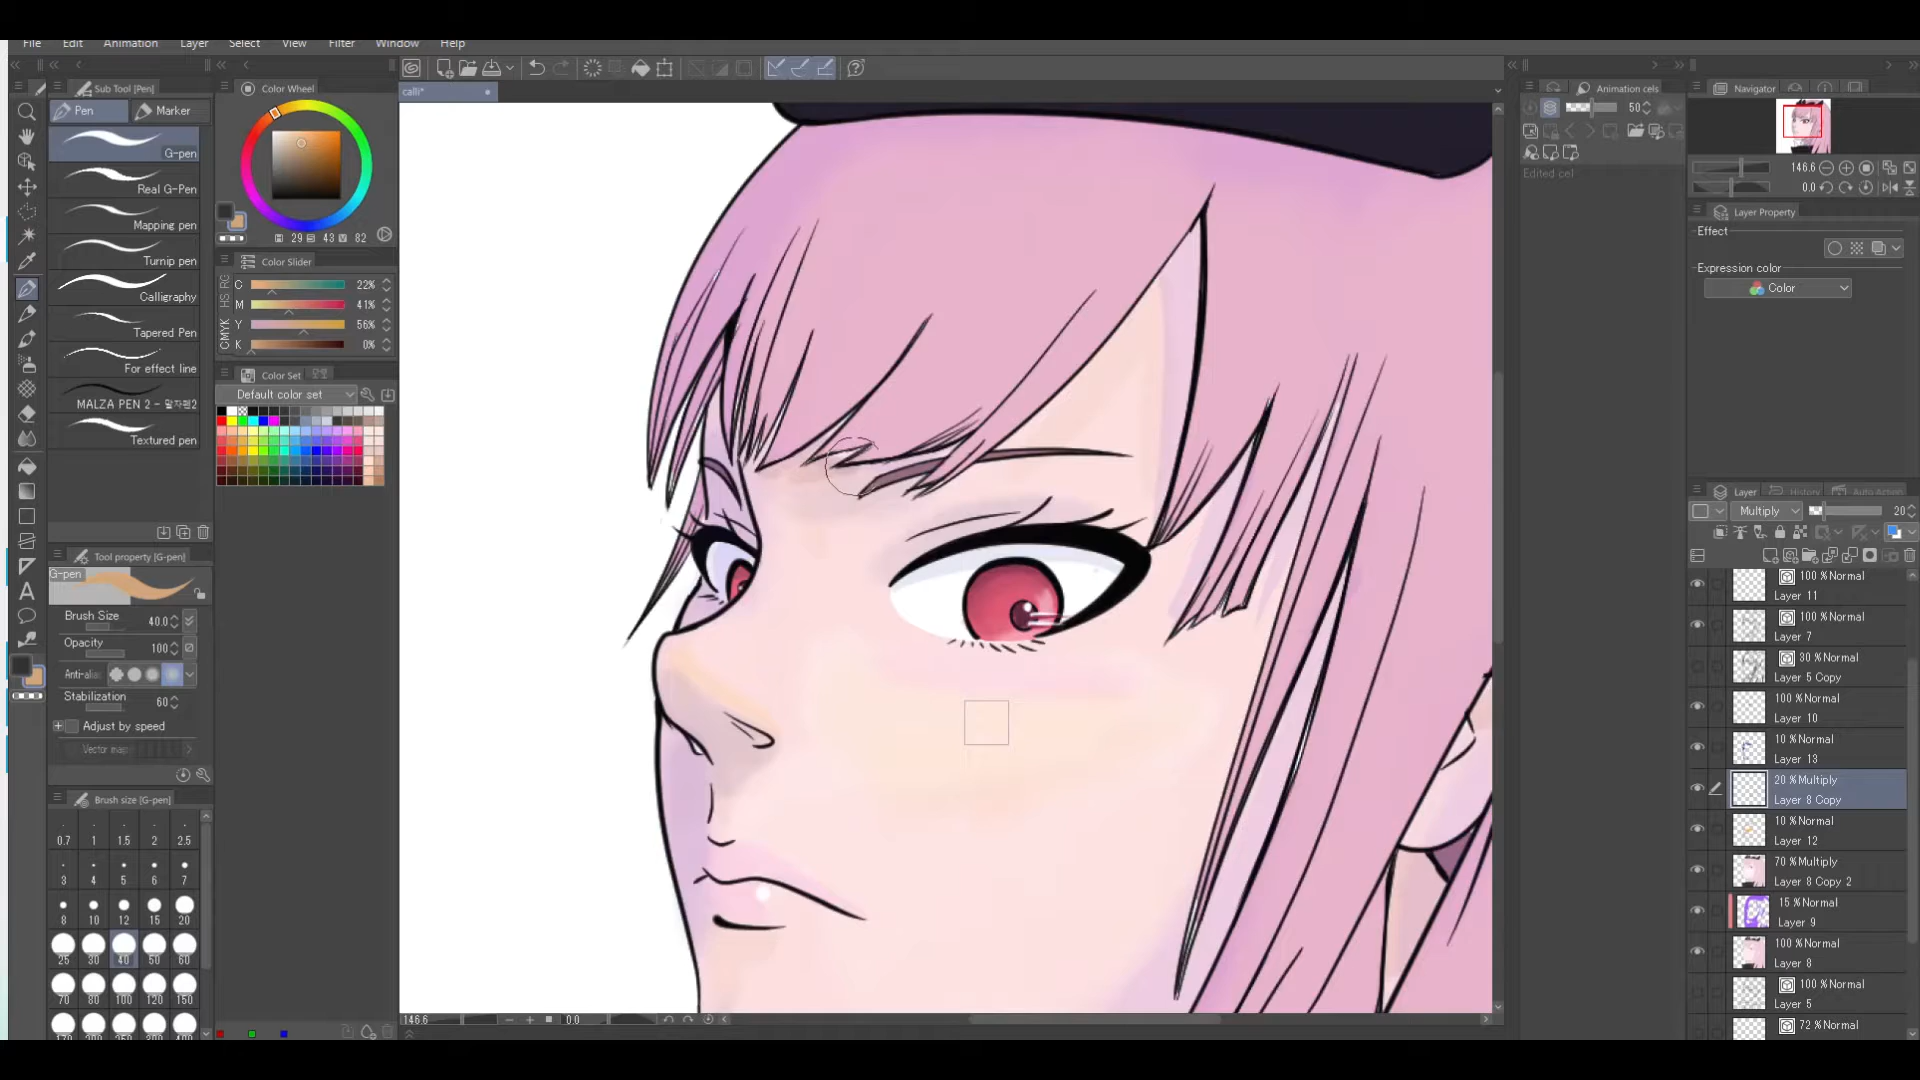 File Edit Animation Layer Select View Filter Window Help
Sub Tool [Pen]
Pen Marker
G-pen
Real G-Pen
Mapping pen
Turnip pen
Calligraphy
Tapered Pen
For effect line
MALZA PEN 2 - 말자펜2
Textured pen
Tool property [G-pen]
G-pen
Brush Size 40.0
Opacity 100
Anti-alia
Stabilization 60
Adjust by speed
Vector mag
Brush size [G-pen]
0.7 1 1.5 2 2.5
3 4 5 6 7
8 10 12 15 20
25 30 40 50 60
70 80 100 120 150
Color Wheel
29 43 82
Color Slider
CMYK
C 22%
M 41%
Y 56%
K 0%
Color Set
Default color set
calli*
146.6 0.0
Animation cels
50
Edited cel
Navigator
146.6
0.0
Layer Property
Effect
Expression color
Color
Layer History Auto Action
Multiply 20
100 %Normal
Layer 11
100 %Normal
Layer 7
30 %Normal
Layer 5 Copy
100 %Normal
Layer 10
10 %Normal
Layer 13
20 %Multiply
Layer 8 Copy
10 %Normal
Layer 12
70 %Multiply
Layer 8 Copy 2
15 %Normal
Layer 9
100 %Normal
Layer 8
100 %Normal
Layer 5
72 %Normal